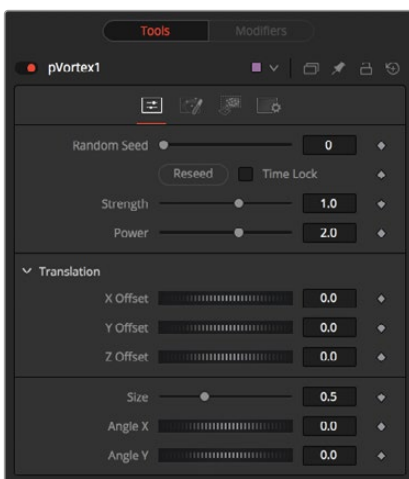 Tools Modifiers
pVortex1
Random Seed 0
Reseed Time Lock
Strength 1.0
Power 2.0
Translation
X Offset 0.0
Y Offset 0.0
Z Offset 0.0
Size 0.5
Angle X 0.0
Angle Y 0.0